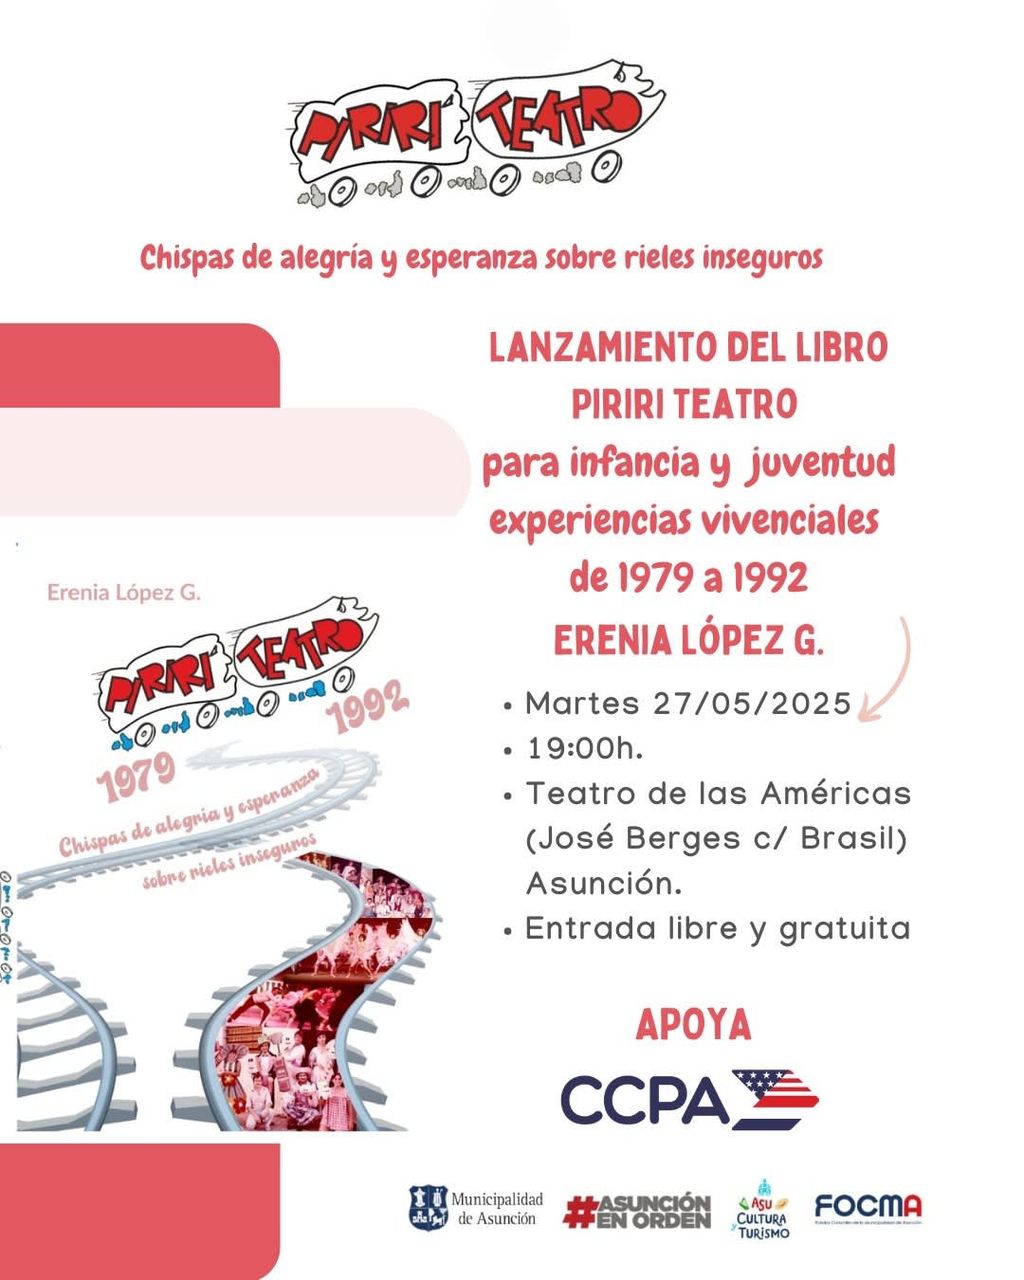 PIRIRI TEATRO
Chispas de alegría y esperanza sobre rieles inseguros
LANZAMIENTO DEL LIBRO
PIRIRI TEATRO
para infancia y juventud
experiencias vivenciales
de 1979 a 1992
ERENIA LÓPEZ G.
• Martes 27/05/2025
• 19:00h.
• Teatro de las Américas
(José Berges c/ Brasil)
Asunción.
• Entrada libre y gratuita
Erenia López G.
PIRIRI TEATRO
1979
1992
Chispas de alegría y esperanza
sobre rieles inseguros
APOYA
CCPA
Municipalidad
de Asunción
#ASUNCIÓN
EN ORDEN
ASU
CULTURA
y TURISMO
FOCMA